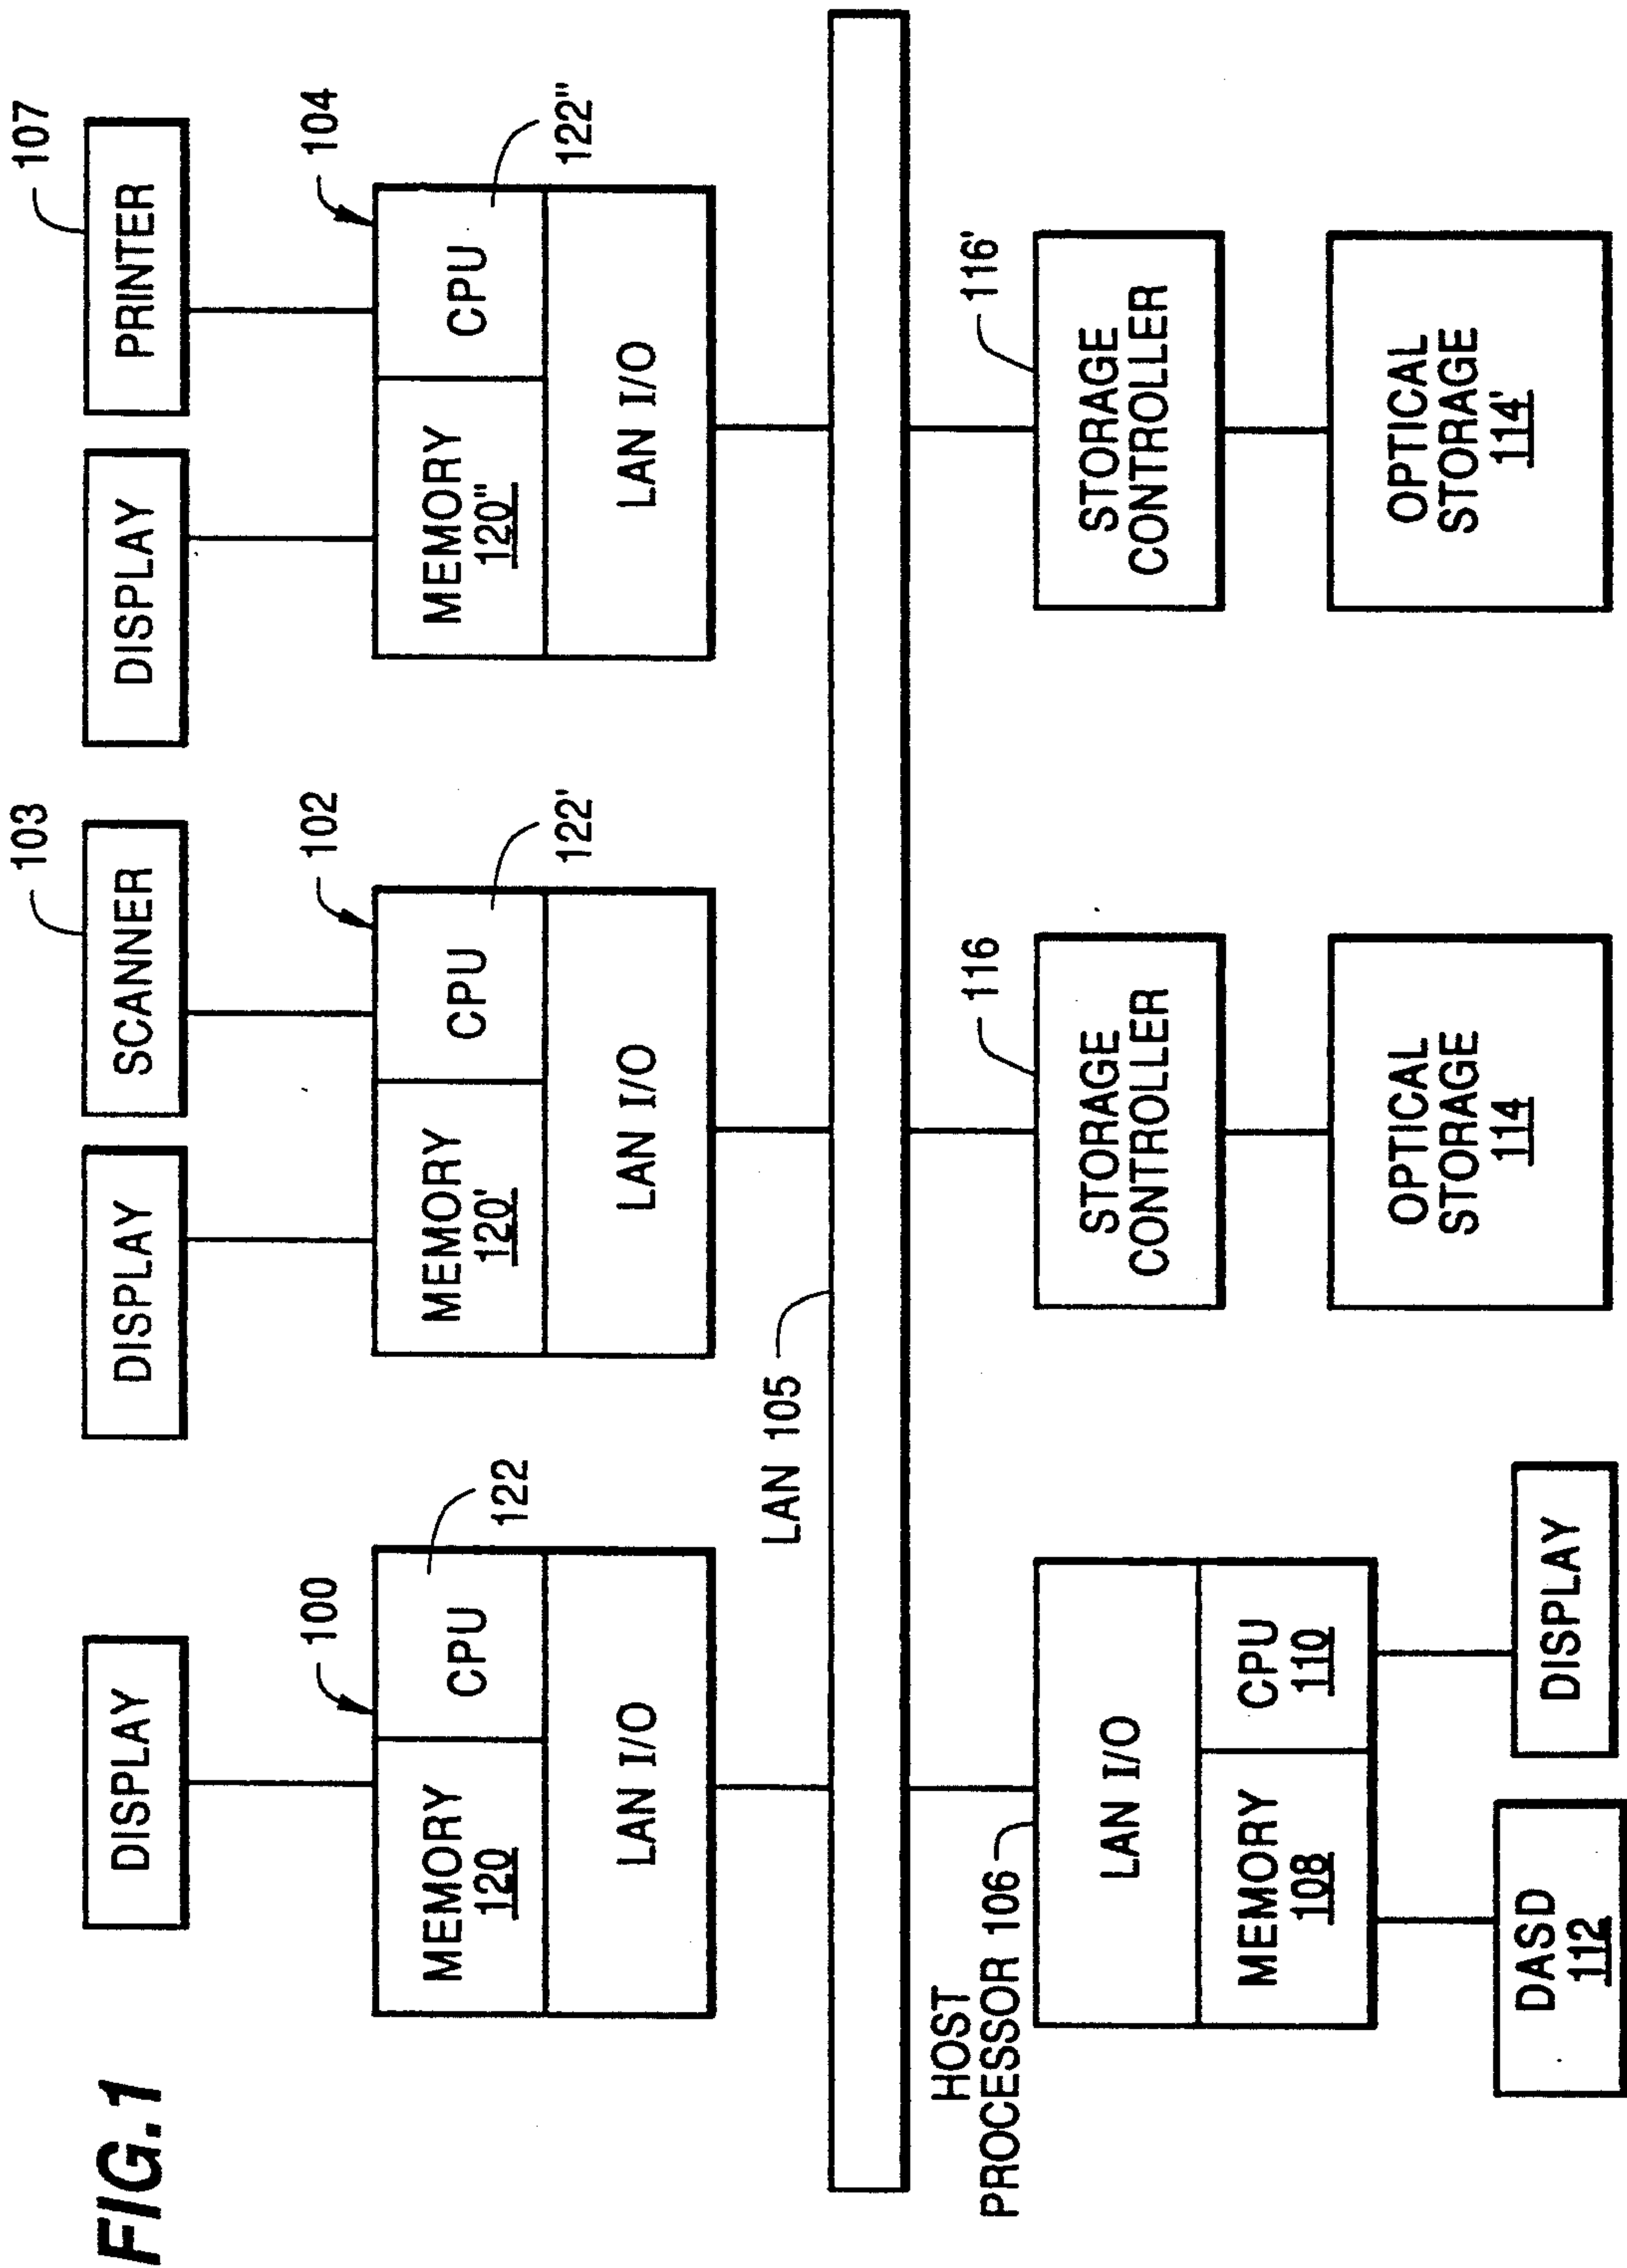 FIG.1
DISPLAY
DISPLAY
SCANNER
103
DISPLAY
PRINTER
107
100
MEMORY
120
CPU
122
LAN I/O
102
MEMORY
120'
CPU
122'
LAN I/O
104
MEMORY
120"
CPU
122"
LAN I/O
LAN 105
HOST
PROCESSOR 106
LAN I/O
MEMORY
108
CPU
110
DASD
112
DISPLAY
116
STORAGE
CONTROLLER
OPTICAL
STORAGE
114
116'
STORAGE
CONTROLLER
OPTICAL
STORAGE
114'